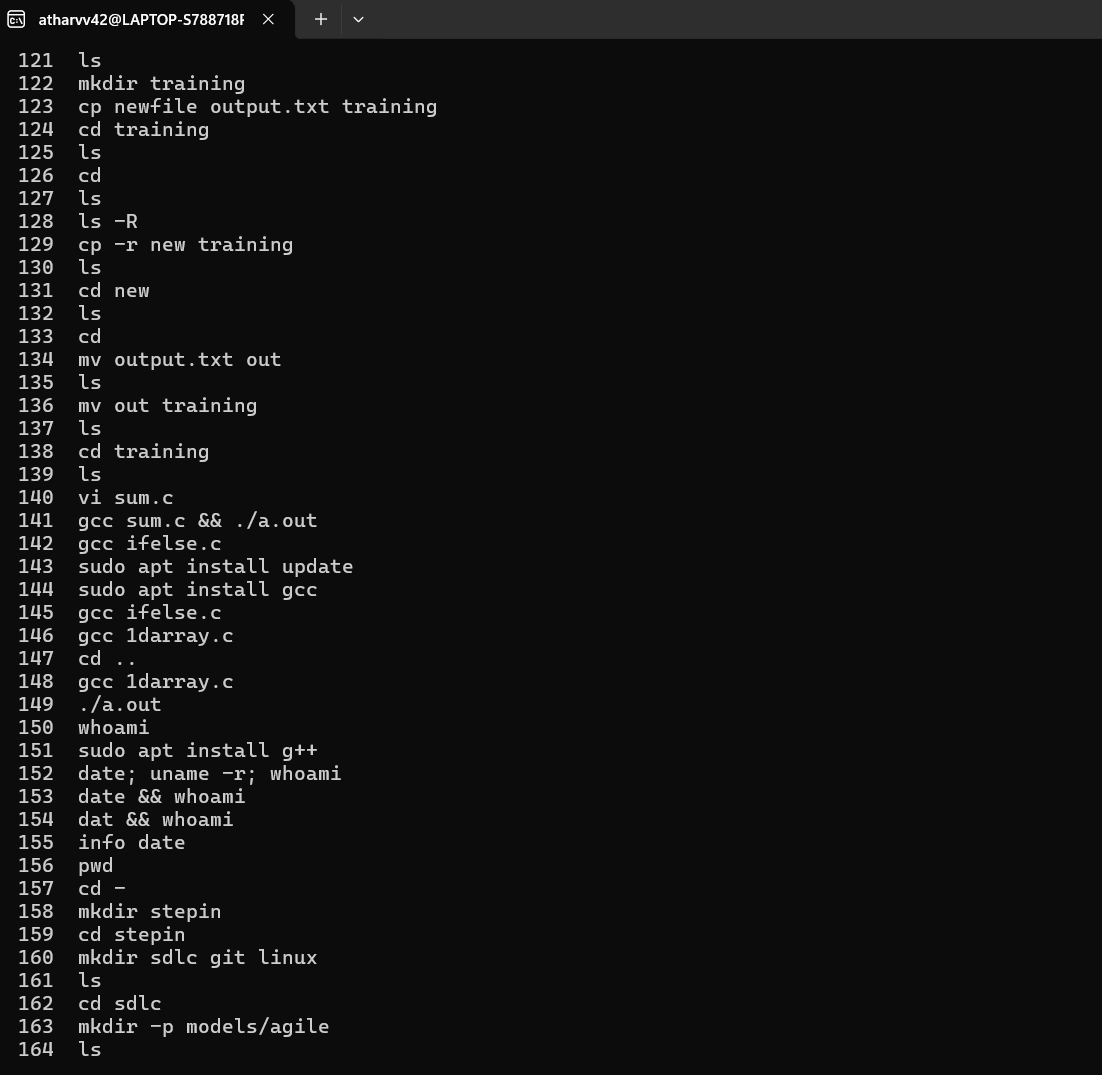 atharvv42@LAPTOP-S788718F
121 ls
122 mkdir training
123 cp newfile output.txt training
124 cd training
125 ls
126 cd
127 ls
128 ls -R
129 cp -r new training
130 ls
131 cd new
132 ls
133 cd
134 mv output.txt out
135 ls
136 mv out training
137 ls
138 cd training
139 ls
140 vi sum.c
141 gcc sum.c && ./a.out
142 gcc ifelse.c
143 sudo apt install update
144 sudo apt install gcc
145 gcc ifelse.c
146 gcc 1darray.c
147 cd ..
148 gcc 1darray.c
149 ./a.out
150 whoami
151 sudo apt install g++
152 date; uname -r; whoami
153 date && whoami
154 dat && whoami
155 info date
156 pwd
157 cd -
158 mkdir stepin
159 cd stepin
160 mkdir sdlc git linux
161 ls
162 cd sdlc
163 mkdir -p models/agile
164 ls